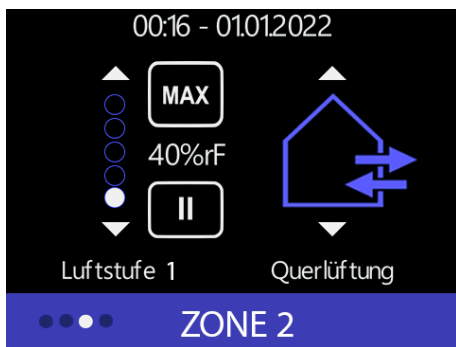 00:16 - 01.01.2022
MAX
40%rF
Luftstufe 1
Querlüftung
ZONE 2